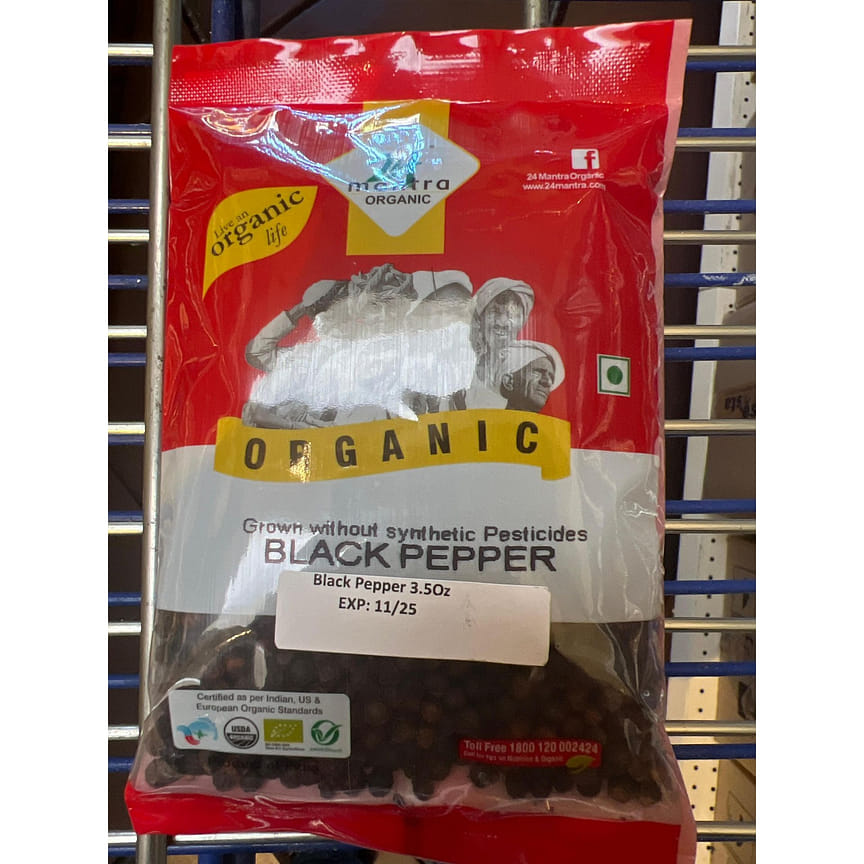 mantra
ORGANIC
24 Mantra Organic
www.24mantra.com
Live an
organic
life
ORGANIC
Grown without synthetic Pesticides
BLACK PEPPER
Black Pepper 3.5Oz
EXP: 11/25
Certified as per Indian, US &
European Organic Standards
USDA
ORGANIC
Toll Free 1800 120 002424